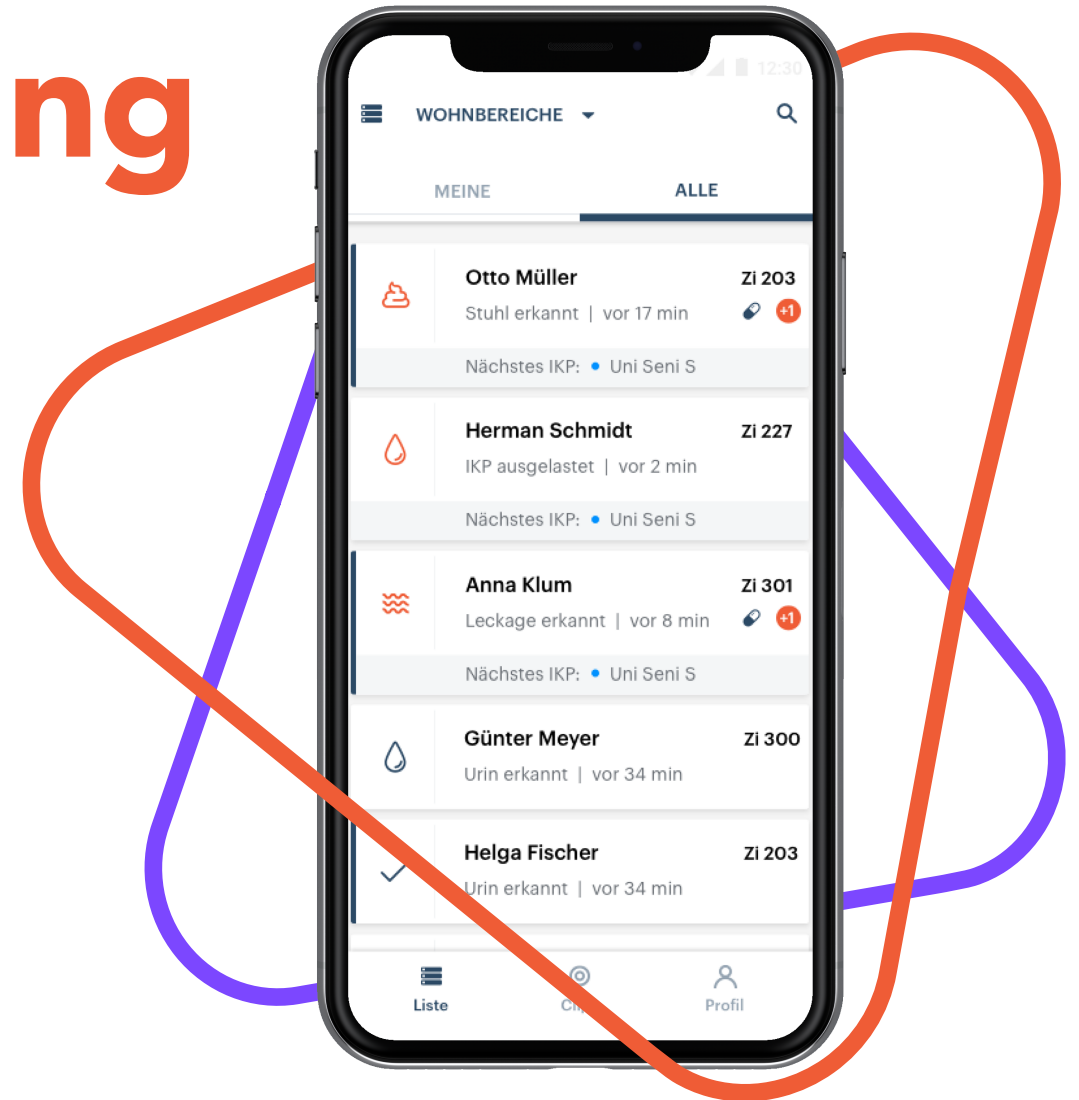 ng
12:30
WOHNBEREICHE
MEINE ALLE
Otto Müller Zi 203
Stuhl erkannt | vor 17 min +1
Nächstes IKP: • Uni Seni S
Herman Schmidt Zi 227
IKP ausgelastet | vor 2 min
Nächstes IKP: • Uni Seni S
Anna Klum Zi 301
Leckage erkannt | vor 8 min +1
Nächstes IKP: • Uni Seni S
Günter Meyer Zi 300
Urin erkannt | vor 34 min
Helga Fischer Zi 203
Urin erkannt | vor 34 min
Liste Profil